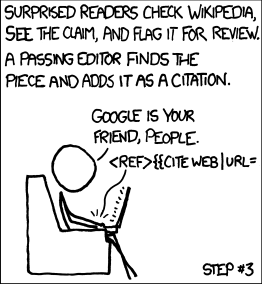 SURPRISED READERS CHECK WIKIPEDIA,
SEE THE CLAIM, AND FLAG IT FOR REVIEW.
A PASSING EDITOR FINDS THE
PIECE AND ADDS IT AS A CITATION.
GOOGLE IS YOUR
FRIEND, PEOPLE.
<REF>{{CITE WEB|URL=
STEP #3